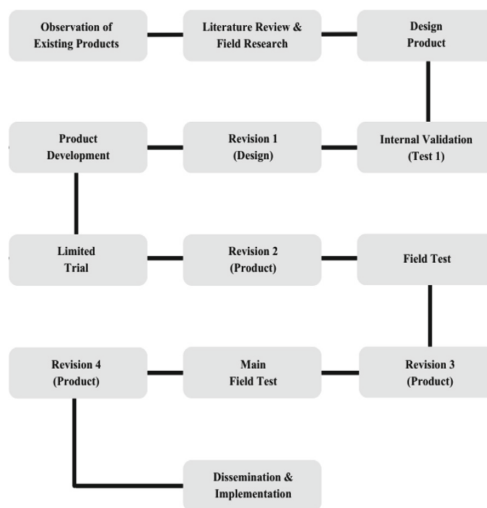 Observation of
Existing Products
Literature Review &
Field Research
Design
Product
Product
Development
Revision 1
(Design)
Internal Validation
(Test 1)
Limited
Trial
Revision 2
(Product)
Field Test
Revision 4
(Product)
Main
Field Test
Revision 3
(Product)
Dissemination &
Implementation